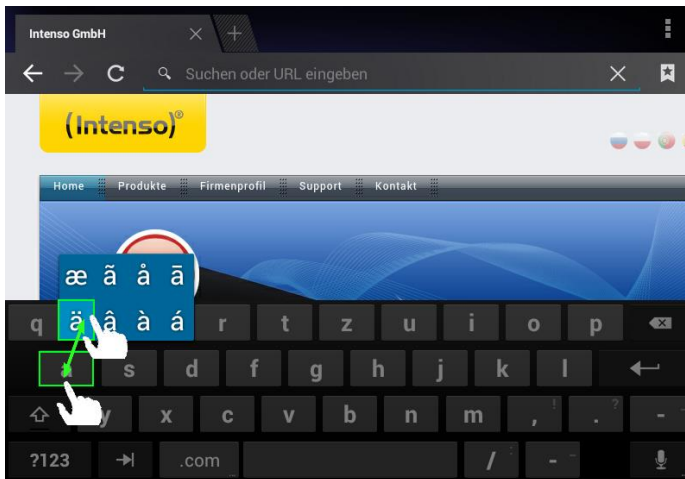 Intenso GmbH
Suchen oder URL eingeben
(Intenso)®
Home Produkte Firmenprofil Support Kontakt
æ ã å ā
q ä â à á r t z u i o p
a s d f g h j k l
y x c v b n m , ! . ? -
?123 .com / : - _